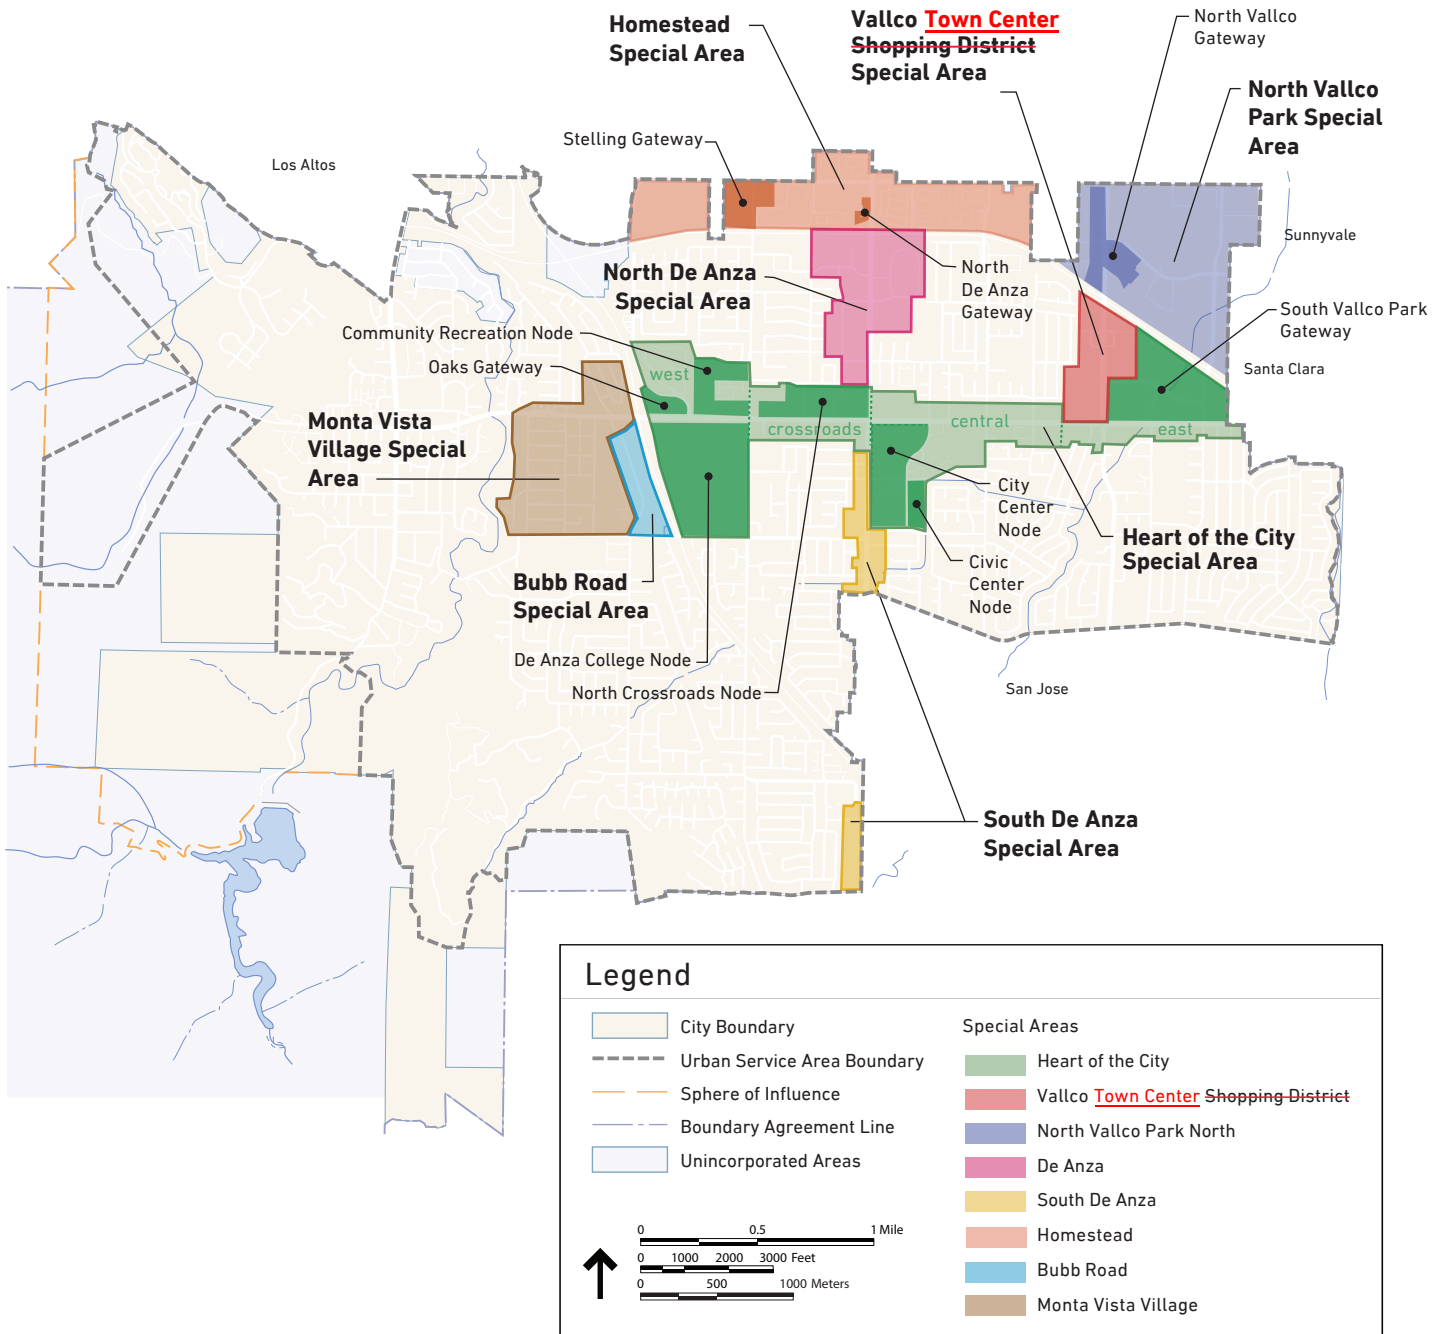 Homestead
Special Area
Vallco Town Center
Shopping District
Special Area
North Vallco
Gateway
North Vallco
Park Special
Area
Los Altos
Stelling Gateway
Sunnyvale
North De Anza
Special Area
North
De Anza
Gateway
South Vallco Park
Gateway
Community Recreation Node
Oaks Gateway
Santa Clara
west
Monta Vista
Village Special
Area
crossroads
central
east
City
Center
Node
Heart of the City
Special Area
Civic
Center
Node
Bubb Road
Special Area
De Anza College Node
North Crossroads Node
San Jose
South De Anza
Special Area
Legend
City Boundary
Urban Service Area Boundary
Sphere of Influence
Boundary Agreement Line
Unincorporated Areas
0 0.5 1 Mile
0 1000 2000 3000 Feet
0 500 1000 Meters
Special Areas
Heart of the City
Vallco Town Center Shopping District
North Vallco Park North
De Anza
South De Anza
Homestead
Bubb Road
Monta Vista Village